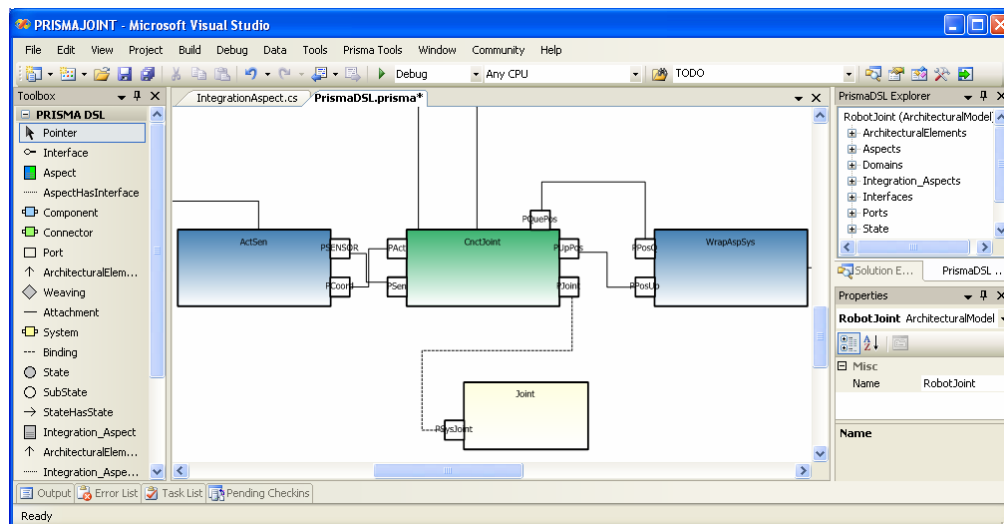 PRISMAJOINT - Microsoft Visual Studio
File Edit View Project Build Debug Data Tools Prisma Tools Window Community Help
Debug Any CPU TODO
Toolbox
PRISMA DSL
Pointer
Interface
Aspect
AspectHasInterface
Component
Connector
Port
ArchitecturalElem...
Weaving
Attachment
System
Binding
State
SubState
StateHasState
Integration_Aspect
ArchitecturalElem...
Integration_Aspe...
IntegrationAspect.cs PrismaDSL.prisma*
PQuePos
ActSen
PSENSOR
PCoord
CnctJoint
PAct
PSen
PUpPos
PJoint
WrapAspSys
PPosQ
PPosUp
Joint
PSysJoint
PrismaDSL Explorer
RobotJoint (ArchitecturalModel)
ArchitecturalElements
Aspects
Domains
Integration_Aspects
Interfaces
Ports
State
Solution E... PrismaDSL ...
Properties
RobotJoint ArchitecturalModel
Misc
Name RobotJoint
Name
Output Error List Task List Pending Checkins
Ready